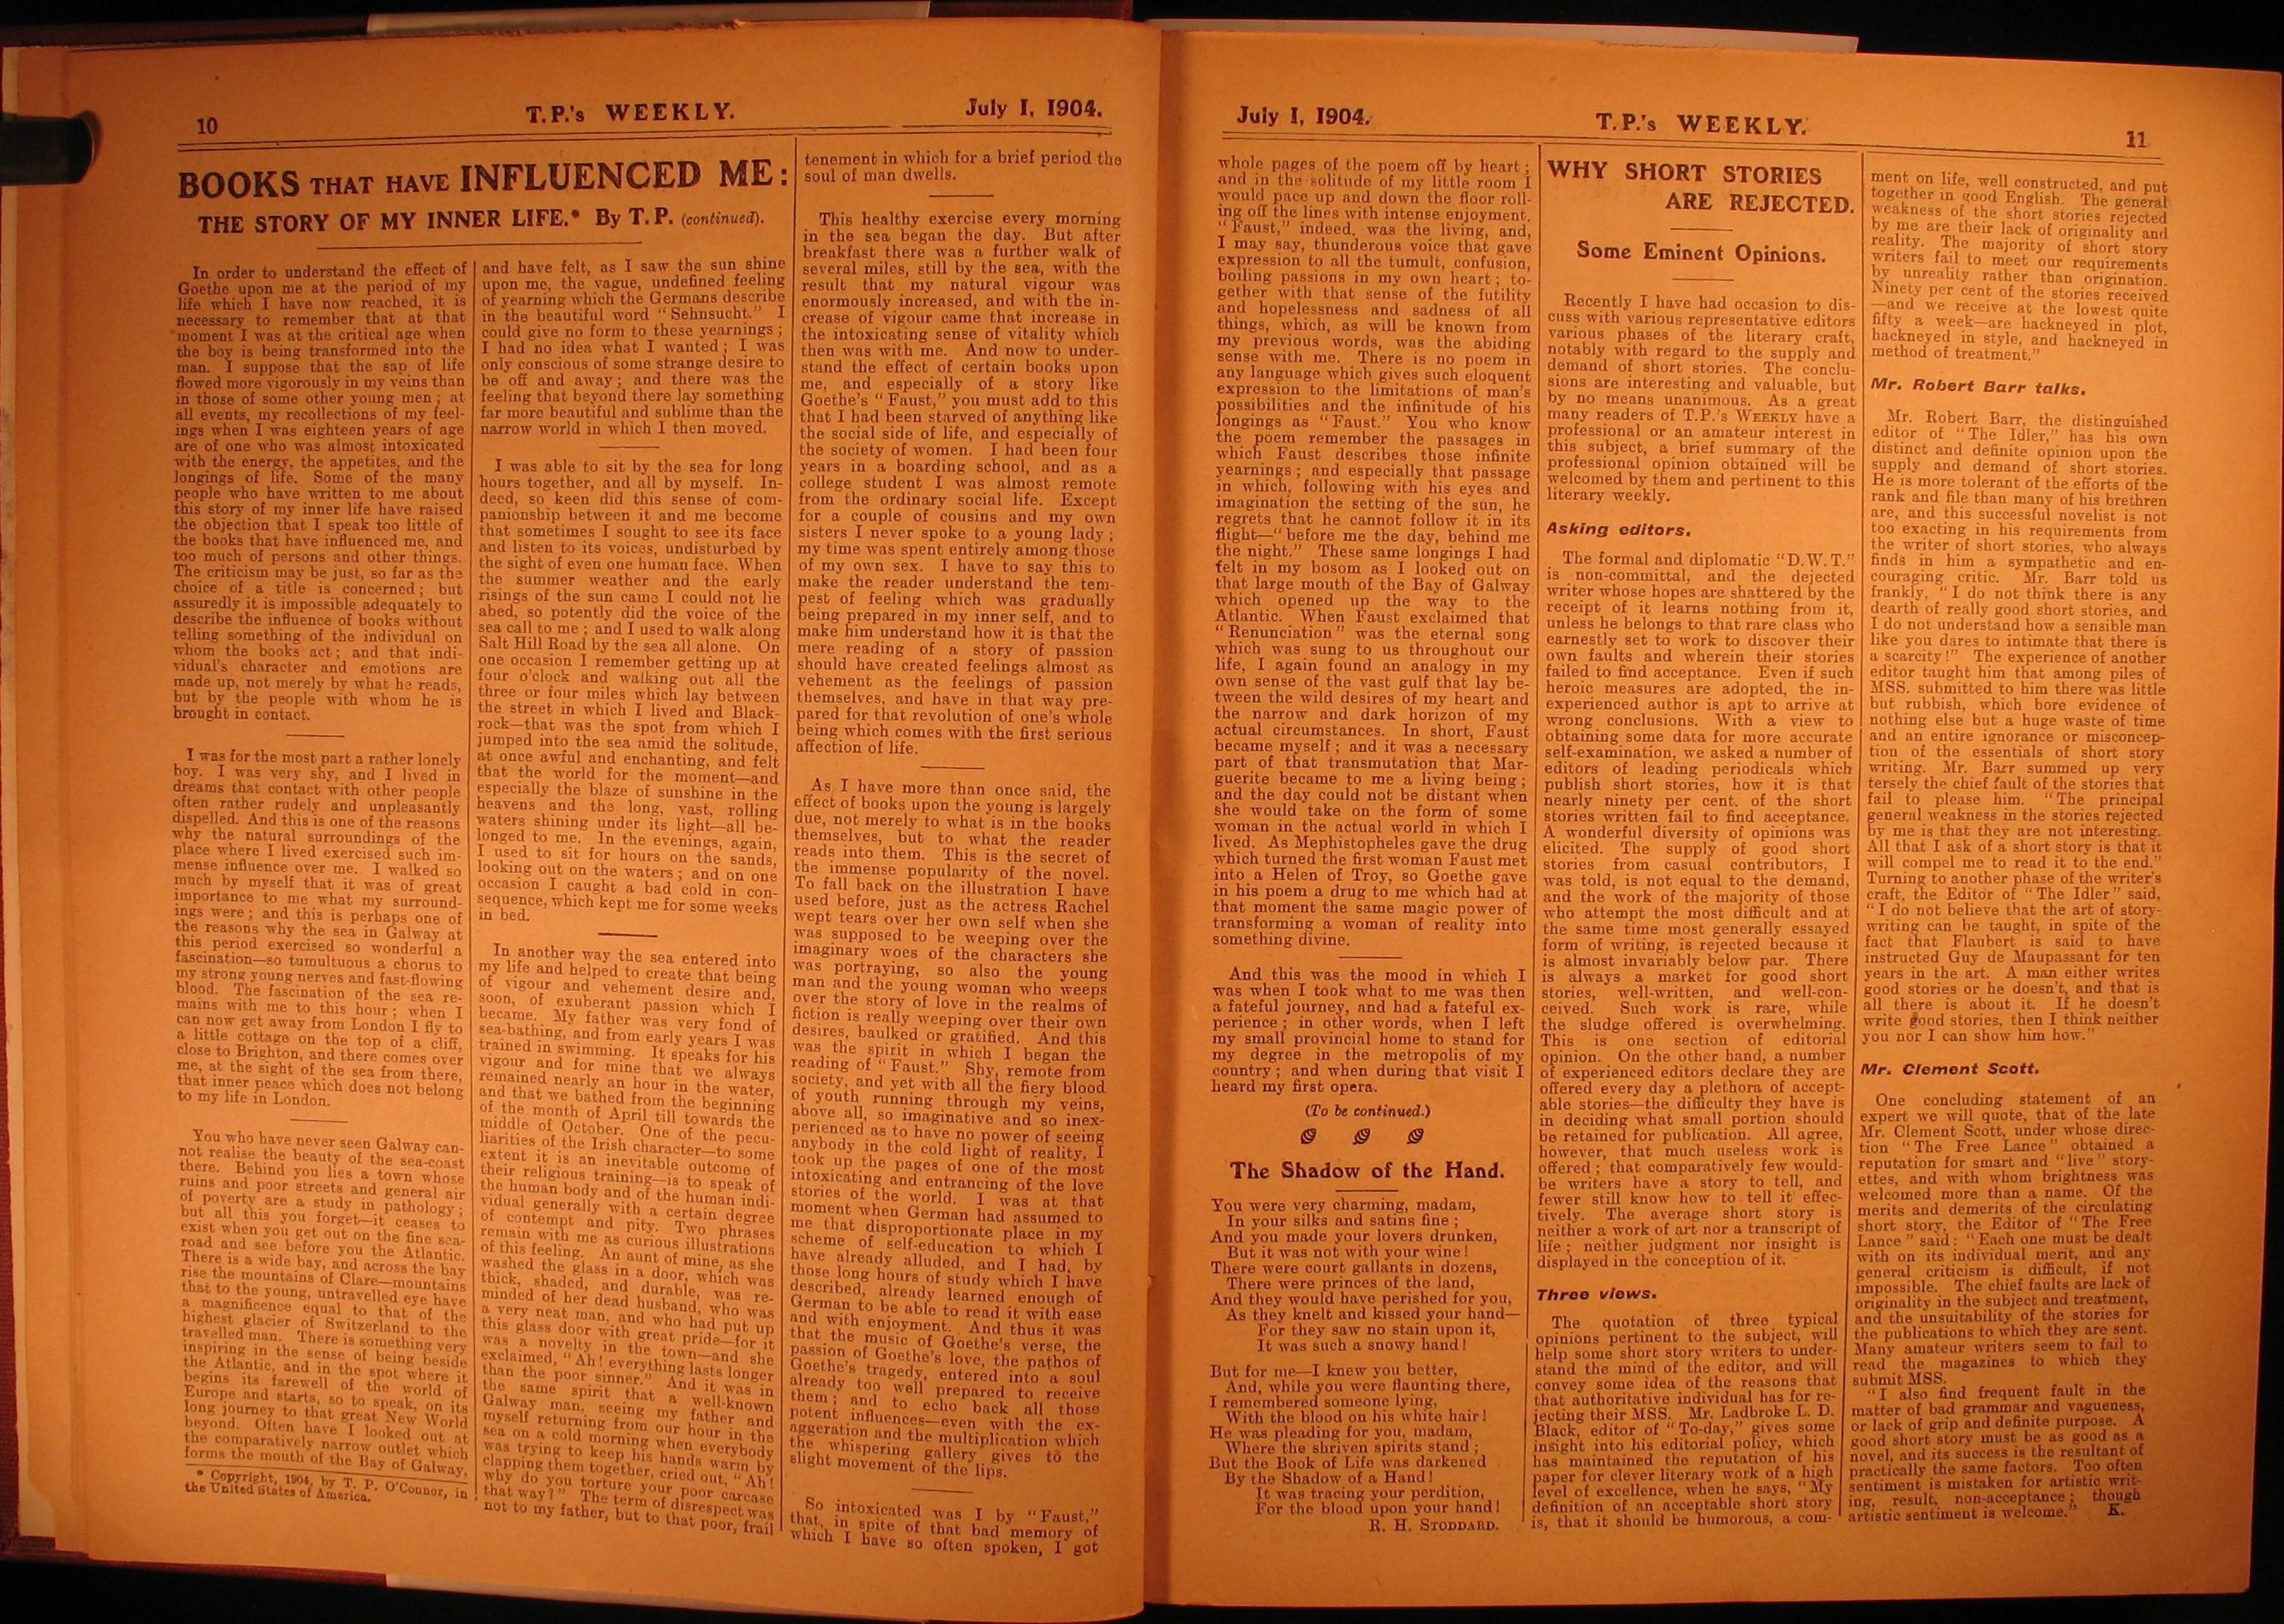 10
T.P.'s WEEKLY.
July 1, 1904.
BOOKS THAT HAVE INFLUENCED ME:
THE STORY OF MY INNER LIFE.* By T. P. (continued).
In order to understand the effect of
Goethe upon me at the period of my
life which I have now reached, it is
necessary to remember that at that
moment I was at the critical age when
the boy is being transformed into the
man. I suppose that the sap of life
flowed more vigorously in my veins than
in those of some other young men; at
all events, my recollections of my feel-
ings when I was eighteen years of age
are of one who was almost intoxicated
with the energy, the appetites, and the
longings of life. Some of the many
people who have written to me about
this story of my inner life have raised
the objection that I speak too little of
the books that have influenced me, and
too much of persons and other things.
The criticism may be just, so far as the
choice of a title is concerned; but
assuredly it is impossible adequately to
describe the influence of books without
telling something of the individual on
whom the books act; and that indi-
vidual's character and emotions are
made up, not merely by what he reads,
but by the people with whom he is
brought in contact.
I was for the most part a rather lonely
boy. I was very shy, and I lived in
dreams that contact with other people
often rather rudely and unpleasantly
dispelled. And this is one of the reasons
why the natural surroundings of the
place where I lived exercised such im-
mense influence over me. I walked so
much by myself that it was of great
importance to me what my surround-
ings were; and this is perhaps one of
the reasons why the sea in Galway at
this period exercised so wonderful a
fascination—so tumultuous a chorus to
my strong young nerves and fast-flowing
blood. The fascination of the sea re-
mains with me to this hour; when I
can now get away from London I fly to
a little cottage on the top of a cliff,
close to Brighton, and there comes over
me, at the sight of the sea from there,
that inner peace which does not belong
to my life in London.
You who have never seen Galway can-
not realise the beauty of the sea-coast
there. Behind you lies a town whose
ruins and poor streets and general air
of poverty are a study in pathology;
but all this you forget—it ceases to
exist when you get out on the fine sea-
road and see before you the Atlantic.
There is a wide bay, and across the bay
rise the mountains of Clare—mountains
that to the young, untravelled eye have
a magnificence equal to that of the
highest glacier of Switzerland to the
travelled man. There is something very
inspiring in the sense of being beside
the Atlantic, and in the spot where it
begins its farewell of the world of
Europe and starts, so to speak, on its
long journey to that great New World
beyond. Often have I looked out at
the comparatively narrow outlet which
forms the mouth of the Bay of Galway,
* Copyright, 1904, by T. P. O'Connor, in
the United States of America.
and have felt, as I saw the sun shine
upon me, the vague, undefined feeling
of yearning which the Germans describe
in the beautiful word "Sehnsucht." I
could give no form to these yearnings;
I had no idea what I wanted; I was
only conscious of some strange desire to
be off and away; and there was the
feeling that beyond there lay something
far more beautiful and sublime than the
narrow world in which I then moved.
I was able to sit by the sea for long
hours together, and all by myself. In-
deed, so keen did this sense of com-
panionship between it and me become
that sometimes I sought to see its face
and listen to its voices, undisturbed by
the sight of even one human face. When
the summer weather and the early
risings of the sun came I could not lie
abed, so potently did the voice of the
sea call to me; and I used to walk along
Salt Hill Road by the sea all alone. On
one occasion I remember getting up at
four o'clock and walking out all the
three or four miles which lay between
the street in which I lived and Black-
rock—that was the spot from which I
jumped into the sea amid the solitude,
at once awful and enchanting, and felt
that the world for the moment—and
especially the blaze of sunshine in the
heavens and the long, vast, rolling
waters shining under its light—all be-
longed to me. In the evenings, again,
I used to sit for hours on the sands,
looking out on the waters; and on one
occasion I caught a bad cold in con-
sequence, which kept me for some weeks
in bed.
In another way the sea entered into
my life and helped to create that being
of vigour and vehement desire and,
soon, of exuberant passion which I
became. My father was very fond of
sea-bathing, and from early years I was
trained in swimming. It speaks for his
vigour and for mine that we always
remained nearly an hour in the water,
and that we bathed from the beginning
of the month of April till towards the
middle of October. One of the pecu-
liarities of the Irish character—to some
extent it is an inevitable outcome of
their religious training—is to speak of
the human body and of the human indi-
vidual generally with a certain degree
of contempt and pity. Two phrases
remain with me as curious illustrations
of this feeling. An aunt of mine, as she
washed the glass in a door, which was
thick, shaded, and durable, was re-
minded of her dead husband, who was
a very neat man, and who had put up
this glass door with great pride—for it
was a novelty in the town—and she
exclaimed, "Ah! everything lasts longer
than the poor sinner." And it was in
the same spirit that a well-known
Galway man, seeing my father and
myself returning from our hour in the
sea on a cold morning when everybody
was trying to keep his hands warm by
clapping them together, cried out, "Ah!
why do you torture your poor carcase
that way?" The term of disrespect was
not to my father, but to that poor, frail
tenement in which for a brief period the
soul of man dwells.
This healthy exercise every morning
in the sea began the day. But after
breakfast there was a further walk of
several miles, still by the sea, with the
result that my natural vigour was
enormously increased, and with the in-
crease of vigour came that increase in
the intoxicating sense of vitality which
then was with me. And now to under-
stand the effect of certain books upon
me, and especially of a story like
Goethe's "Faust," you must add to this
that I had been starved of anything like
the social side of life, and especially of
the society of women. I had been four
years in a boarding school, and as a
college student I was almost remote
from the ordinary social life. Except
for a couple of cousins and my own
sisters I never spoke to a young lady;
my time was spent entirely among those
of my own sex. I have to say this to
make the reader understand the tem-
pest of feeling which was gradually
being prepared in my inner self, and to
make him understand how it is that the
mere reading of a story of passion
should have created feelings almost as
vehement as the feelings of passion
themselves, and have in that way pre-
pared for that revolution of one's whole
being which comes with the first serious
affection of life.
As I have more than once said, the
effect of books upon the young is largely
due, not merely to what is in the books
themselves, but to what the reader
reads into them. This is the secret of
the immense popularity of the novel.
To fall back on the illustration I have
used before, just as the actress Rachel
wept tears over her own self when she
was supposed to be weeping over the
imaginary woes of the characters she
was portraying, so also the young
man and the young woman who weeps
over the story of love in the realms of
fiction is really weeping over their own
desires, baulked or gratified. And this
was the spirit in which I began the
reading of "Faust." Shy, remote from
society, and yet with all the fiery blood
of youth running through my veins,
above all, so imaginative and so inex-
perienced as to have no power of seeing
anybody in the cold light of reality, I
took up the pages of one of the most
intoxicating and entrancing of the love
stories of the world. I was at that
moment when German had assumed to
me that disproportionate place in my
scheme of self-education to which I
have already alluded, and I had, by
those long hours of study which I have
described, already learned enough of
German to be able to read it with ease
and with enjoyment. And thus it was
that the music of Goethe's verse, the
passion of Goethe's love, the pathos of
Goethe's tragedy, entered into a soul
already too well prepared to receive
them; and to echo back all those
potent influences—even with the ex-
aggeration and the multiplication which
the whispering gallery gives to the
slight movement of the lips.
So intoxicated was I by "Faust,"
that, in spite of that bad memory of
which I have so often spoken, I got
July 1, 1904.
T.P.'s WEEKLY.
11
whole pages of the poem off by heart;
and in the solitude of my little room I
would pace up and down the floor roll-
ing off the lines with intense enjoyment.
"Faust," indeed, was the living, and,
I may say, thunderous voice that gave
expression to all the tumult, confusion,
boiling passions in my own heart; to-
gether with that sense of the futility
and hopelessness and sadness of all
things, which, as will be known from
my previous words, was the abiding
sense with me. There is no poem in
any language which gives such eloquent
expression to the limitations of man's
possibilities and the infinitude of his
longings as "Faust." You who know
the poem remember the passages in
which Faust describes those infinite
yearnings; and especially that passage
in which, following with his eyes and
imagination the setting of the sun, he
regrets that he cannot follow it in its
flight—"before me the day, behind me
the night." These same longings I had
felt in my bosom as I looked out on
that large mouth of the Bay of Galway
which opened up the way to the
Atlantic. When Faust exclaimed that
"Renunciation" was the eternal song
which was sung to us throughout our
life, I again found an analogy in my
own sense of the vast gulf that lay be-
tween the wild desires of my heart and
the narrow and dark horizon of my
actual circumstances. In short, Faust
became myself; and it was a necessary
part of that transmutation that Mar-
guerite became to me a living being;
and the day could not be distant when
she would take on the form of some
woman in the actual world in which I
lived. As Mephistopheles gave the drug
which turned the first woman Faust met
into a Helen of Troy, so Goethe gave
in his poem a drug to me which had at
that moment the same magic power of
transforming a woman of reality into
something divine.
And this was the mood in which I
was when I took what to me was then
a fateful journey, and had a fateful ex-
perience; in other words, when I left
my small provincial home to stand for
my degree in the metropolis of my
country; and when during that visit I
heard my first opera.
(To be continued.)
The Shadow of the Hand.
You were very charming, madam,
In your silks and satins fine;
And you made your lovers drunken,
But it was not with your wine!
There were court gallants in dozens,
There were princes of the land,
And they would have perished for you,
As they knelt and kissed your hand—
For they saw no stain upon it,
It was such a snowy hand!
But for me—I knew you better,
And, while you were flaunting there,
I remembered someone lying,
With the blood on his white hair!
He was pleading for you, madam,
Where the shriven spirits stand;
But the Book of Life was darkened
By the Shadow of a Hand!
It was tracing your perdition,
For the blood upon your hand!
R. H. STODDARD.
WHY SHORT STORIES
ARE REJECTED.
Some Eminent Opinions.
Recently I have had occasion to dis-
cuss with various representative editors
various phases of the literary craft,
notably with regard to the supply and
demand of short stories. The conclu-
sions are interesting and valuable, but
by no means unanimous. As a great
many readers of T.P.'s WEEKLY have a
professional or an amateur interest in
this subject, a brief summary of the
professional opinion obtained will be
welcomed by them and pertinent to this
literary weekly.
Asking editors.
The formal and diplomatic "D.W.T."
is non-committal, and the dejected
writer whose hopes are shattered by the
receipt of it learns nothing from it,
unless he belongs to that rare class who
earnestly set to work to discover their
own faults and wherein their stories
failed to find acceptance. Even if such
heroic measures are adopted, the in-
experienced author is apt to arrive at
wrong conclusions. With a view to
obtaining some data for more accurate
self-examination, we asked a number of
editors of leading periodicals which
publish short stories, how it is that
nearly ninety per cent. of the short
stories written fail to find acceptance.
A wonderful diversity of opinions was
elicited. The supply of good short
stories from casual contributors, I
was told, is not equal to the demand,
and the work of the majority of those
who attempt the most difficult and at
the same time most generally essayed
form of writing, is rejected because it
is almost invariably below par. There
is always a market for good short
stories, well-written, and well-con-
ceived. Such work is rare, while
the sludge offered is overwhelming.
This is one section of editorial
opinion. On the other hand, a number
of experienced editors declare they are
offered every day a plethora of accept-
able stories—the difficulty they have is
in deciding what small portion should
be retained for publication. All agree,
however, that much useless work is
offered; that comparatively few would-
be writers have a story to tell, and
fewer still know how to tell it effec-
tively. The average short story is
neither a work of art nor a transcript of
life; neither judgment nor insight is
displayed in the conception of it.
Three views.
The quotation of three typical
opinions pertinent to the subject, will
help some short story writers to under-
stand the mind of the editor, and will
convey some idea of the reasons that
that authoritative individual has for re-
jecting their MSS. Mr. Ladbroke L. D.
Black, editor of "To-day," gives some
insight into his editorial policy, which
has maintained the reputation of his
paper for clever literary work of a high
level of excellence, when he says, "My
definition of an acceptable short story
is, that it should be humorous, a com-
ment on life, well constructed, and put
together in good English. The general
weakness of the short stories rejected
by me are their lack of originality and
reality. The majority of short story
writers fail to meet our requirements
by unreality rather than origination.
Ninety per cent of the stories received
—and we receive at the lowest quite
fifty a week—are hackneyed in plot,
hackneyed in style, and hackneyed in
method of treatment."
Mr. Robert Barr talks.
Mr. Robert Barr, the distinguished
editor of "The Idler," has his own
distinct and definite opinion upon the
supply and demand of short stories.
He is more tolerant of the efforts of the
rank and file than many of his brethren
are, and this successful novelist is not
too exacting in his requirements from
the writer of short stories, who always
finds in him a sympathetic and en-
couraging critic. Mr. Barr told us
frankly, "I do not think there is any
dearth of really good short stories, and
I do not understand how a sensible man
like you dares to intimate that there is
a scarcity!" The experience of another
editor taught him that among piles of
MSS. submitted to him there was little
but rubbish, which bore evidence of
nothing else but a huge waste of time
and an entire ignorance or misconcep-
tion of the essentials of short story
writing. Mr. Barr summed up very
tersely the chief fault of the stories that
fail to please him. "The principal
general weakness in the stories rejected
by me is that they are not interesting.
All that I ask of a short story is that it
will compel me to read it to the end."
Turning to another phase of the writer's
craft, the Editor of "The Idler" said,
"I do not believe that the art of story-
writing can be taught, in spite of the
fact that Flaubert is said to have
instructed Guy de Maupassant for ten
years in the art. A man either writes
good stories or he doesn't, and that is
all there is about it. If he doesn't
write good stories, then I think neither
you nor I can show him how."
Mr. Clement Scott.
One concluding statement of an
expert we will quote, that of the late
Mr. Clement Scott, under whose direc-
tion "The Free Lance" obtained a
reputation for smart and "live" story-
ettes, and with whom brightness was
welcomed more than a name. Of the
merits and demerits of the circulating
short story, the Editor of "The Free
Lance" said: "Each one must be dealt
with on its individual merit, and any
general criticism is difficult, if not
impossible. The chief faults are lack of
originality in the subject and treatment,
and the unsuitability of the stories for
the publications to which they are sent.
Many amateur writers seem to fail to
read the magazines to which they
submit MSS.
"I also find frequent fault in the
matter of bad grammar and vagueness,
or lack of grip and definite purpose. A
good short story must be as good as a
novel, and its success is the resultant of
practically the same factors. Too often
sentiment is mistaken for artistic writ-
ing, result, non-acceptance; though
artistic sentiment is welcome." K.